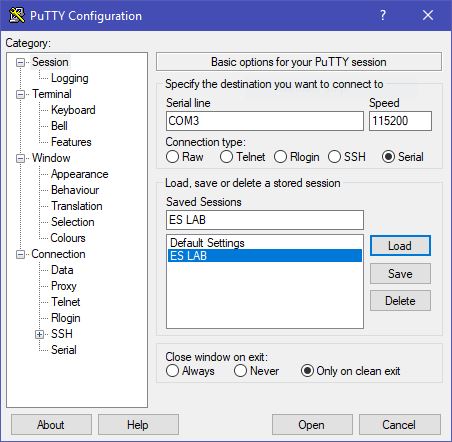 PuTTY Configuration
Category:
Session
Logging
Terminal
Keyboard
Bell
Features
Window
Appearance
Behaviour
Translation
Selection
Colours
Connection
Data
Proxy
Telnet
Rlogin
SSH
Serial
Basic options for your PuTTY session
Specify the destination you want to connect to
Serial line Speed
COM3 115200
Connection type:
Raw Telnet Rlogin SSH Serial
Load, save or delete a stored session
Saved Sessions
ES LAB
Default Settings
ES LAB
Load
Save
Delete
Close window on exit:
Always Never Only on clean exit
About Help Open Cancel